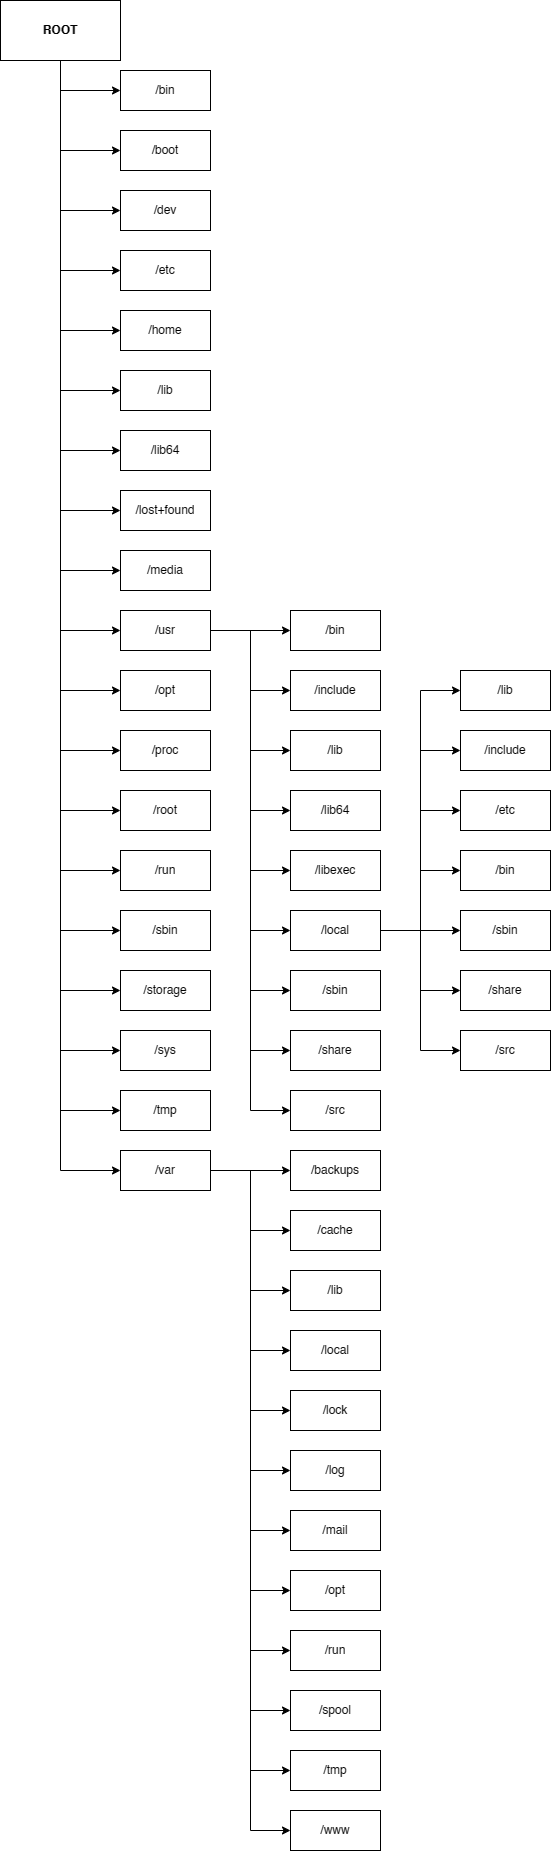 ROOT
/bin
/boot
/dev
/etc
/home
/lib
/lib64
/lost+found
/media
/usr
/bin
/opt
/include
/lib
/proc
/lib
/include
/root
/lib64
/etc
/run
/libexec
/bin
/sbin
/local
/sbin
/storage
/sbin
/share
/sys
/share
/src
/tmp
/src
/var
/backups
/cache
/lib
/local
/lock
/log
/mail
/opt
/run
/spool
/tmp
/www